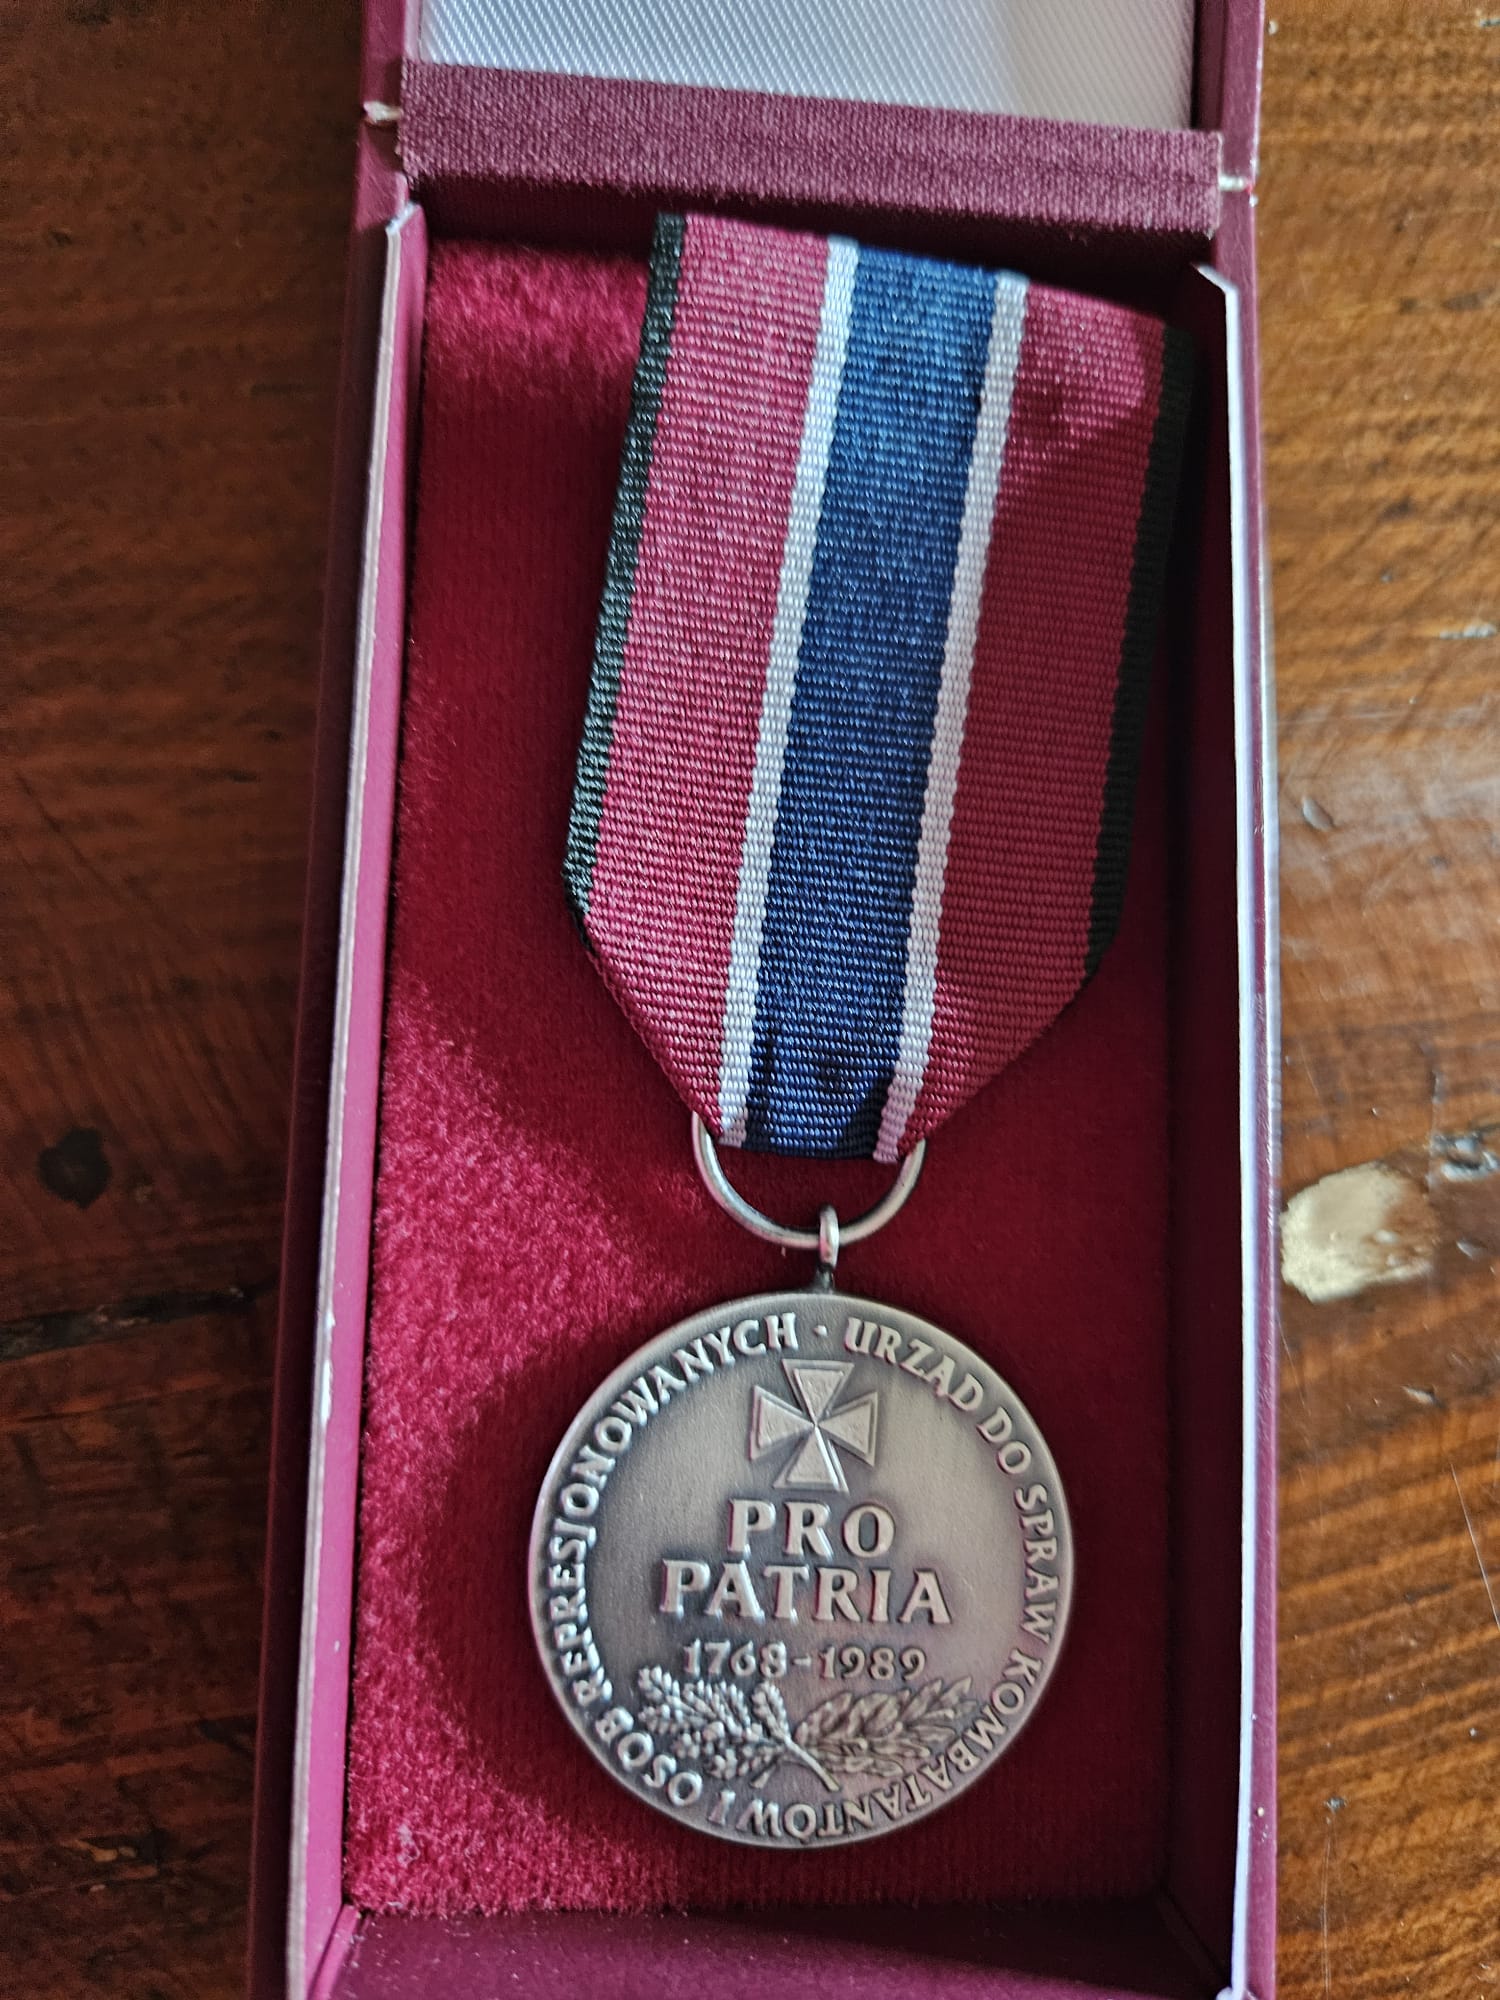 URZĄD DO SPRAW KOMBATANTÓW I OSÓB REPRESJONOWANYCH ·
PRO
PATRIA
1768-1989